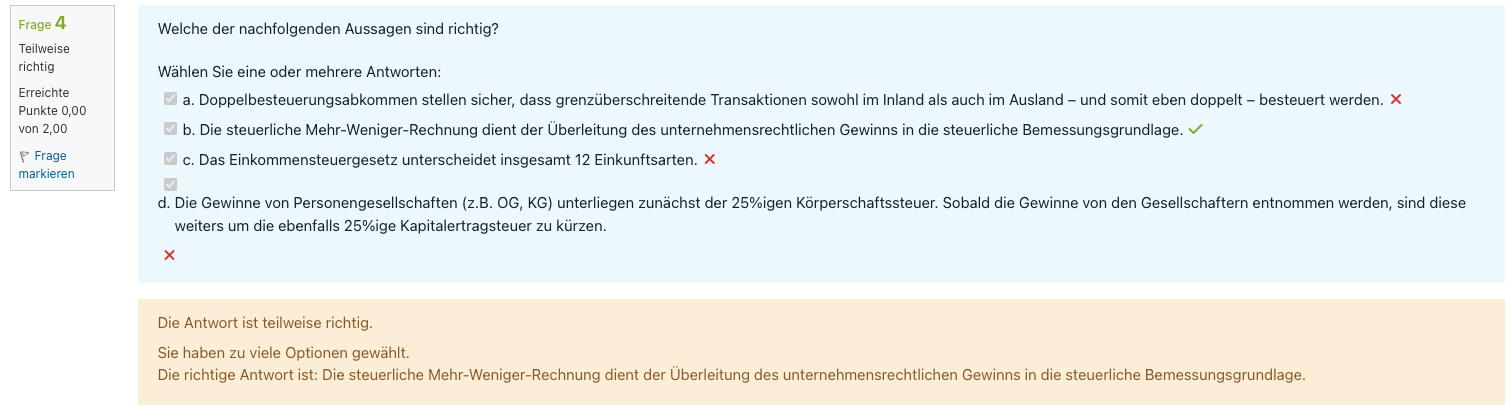 Frage 4
Teilweise
richtig
Erreichte
Punkte 0,00
von 2,00
Frage
markieren
Welche der nachfolgenden Aussagen sind richtig?
Wählen Sie eine oder mehrere Antworten:
a. Doppelbesteuerungsabkommen stellen sicher, dass grenzüberschreitende Transaktionen sowohl im Inland als auch im Ausland – und somit eben doppelt – besteuert werden.
b. Die steuerliche Mehr-Weniger-Rechnung dient der Überleitung des unternehmensrechtlichen Gewinns in die steuerliche Bemessungsgrundlage.
c. Das Einkommensteuergesetz unterscheidet insgesamt 12 Einkunftsarten.
d. Die Gewinne von Personengesellschaften (z.B. OG, KG) unterliegen zunächst der 25%igen Körperschaftssteuer. Sobald die Gewinne von den Gesellschaftern entnommen werden, sind diese
weiters um die ebenfalls 25%ige Kapitalertragsteuer zu kürzen.
Die Antwort ist teilweise richtig.
Sie haben zu viele Optionen gewählt.
Die richtige Antwort ist: Die steuerliche Mehr-Weniger-Rechnung dient der Überleitung des unternehmensrechtlichen Gewinns in die steuerliche Bemessungsgrundlage.